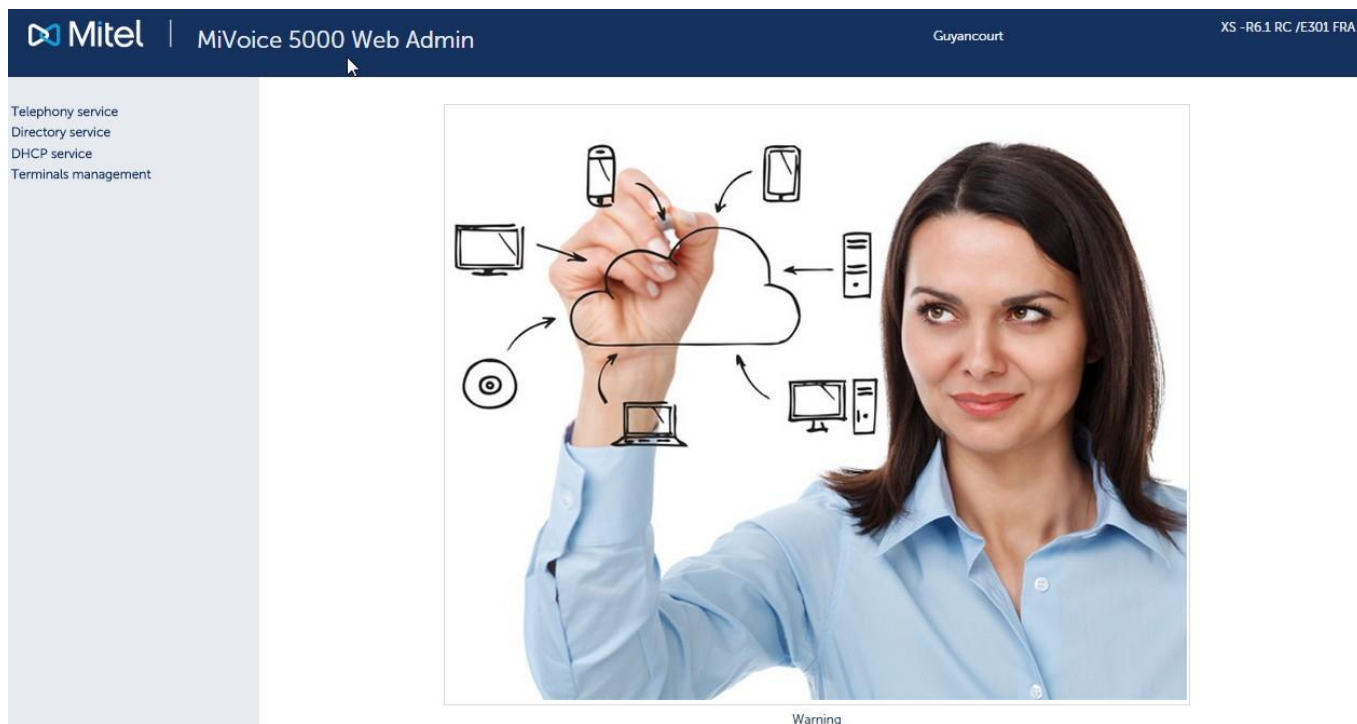 Mitel | MiVoice 5000 Web Admin
Guyancourt
XS -R6.1 RC /E301 FRA
Telephony service
Directory service
DHCP service
Terminals management
Warning